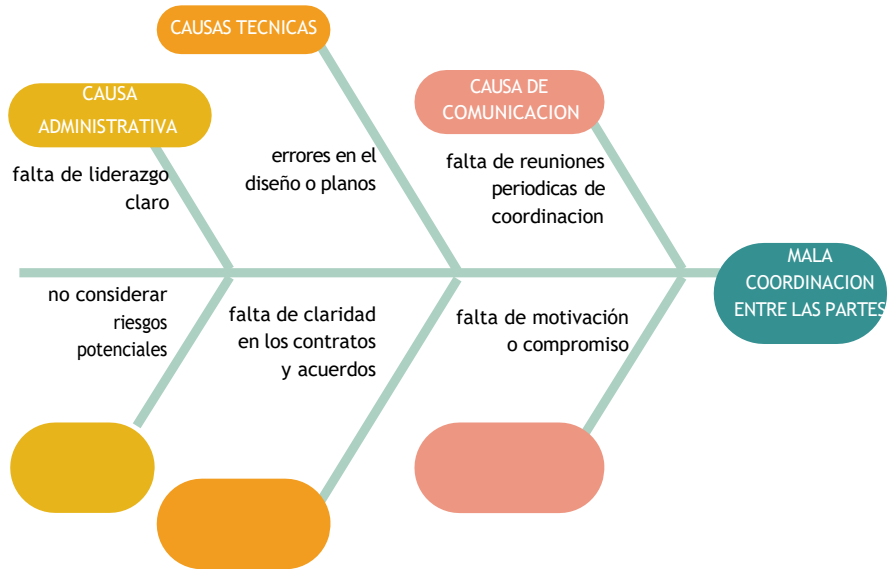 CAUSAS TECNICAS
CAUSA
ADMINISTRATIVA
CAUSA DE
COMUNICACION
falta de liderazgo
claro
errores en el
diseño o planos
falta de reuniones
periodicas de
coordinacion
MALA
COORDINACION
ENTRE LAS PARTES
no considerar
riesgos
potenciales
falta de claridad
en los contratos
y acuerdos
falta de motivación
o compromiso